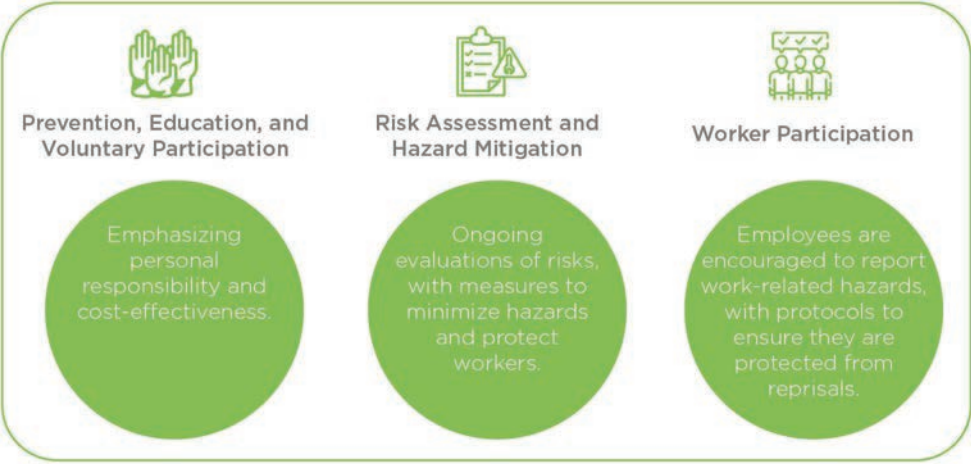 Prevention, Education, and
Voluntary Participation
Emphasizing
personal
responsibility and
cost-effectiveness.
Risk Assessment and
Hazard Mitigation
Ongoing
evaluations of risks,
with measures to
minimize hazards
and protect
workers.
Worker Participation
Employees are
encouraged to report
work-related hazards,
with protocols to
ensure they are
protected from
reprisals.